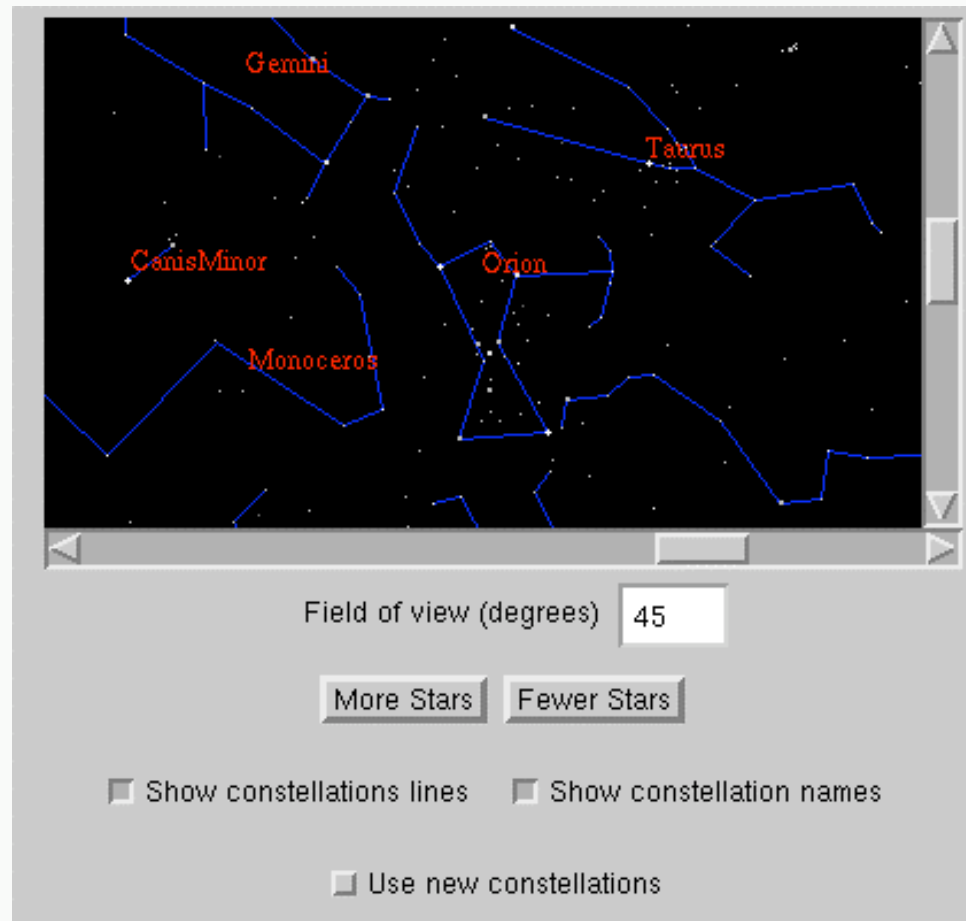 Gemini
Taurus
CanisMinor
Orion
Monoceros
Field of view (degrees) 45
More Stars Fewer Stars
Show constellations lines Show constellation names
Use new constellations